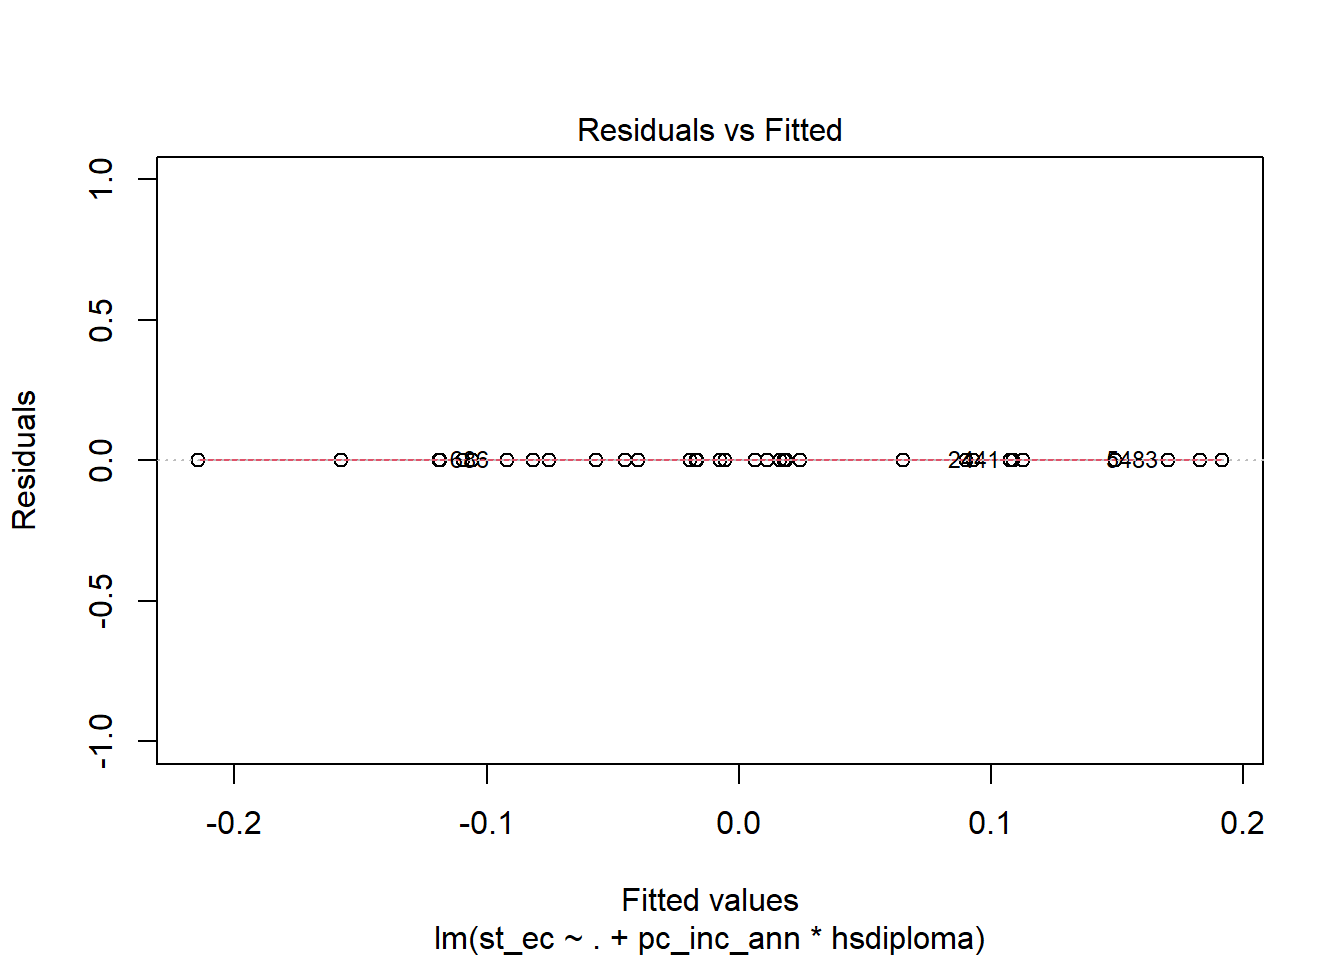 Residuals vs Fitted
Residuals
1.0
0.5
0.0
-0.5
-1.0
-0.2
-0.1
0.0
0.1
0.2
Fitted values
lm(st_ec ~ . + pc_inc_ann * hsdiploma)